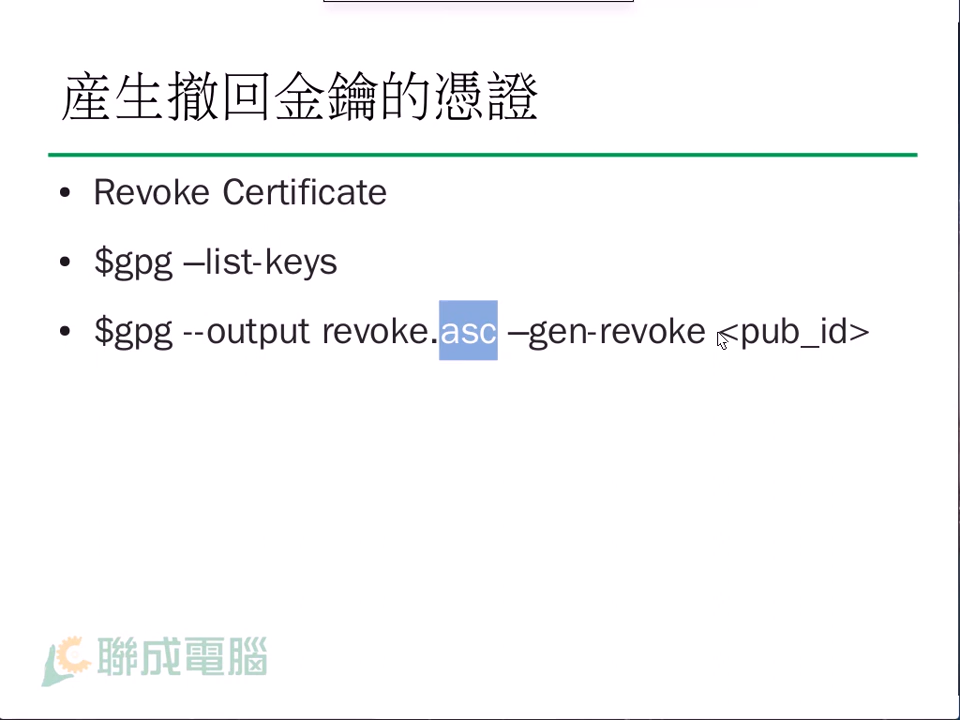 產生撤回金鑰的憑證
• Revoke Certificate
• $gpg –list-keys
• $gpg --output revoke.asc –gen-revoke <pub_id>
聯成電腦